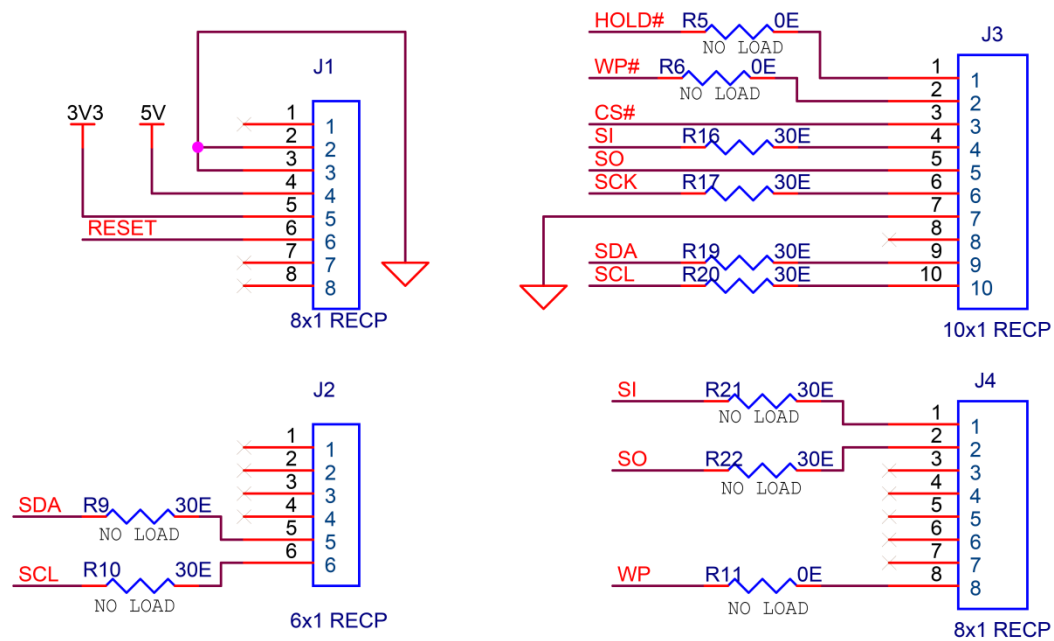 J1
3V3
5V
1 1
2 2
3 3
4 4
5 5
RESET 6 6
7 7
8 8
8x1 RECP
J3
HOLD# R5 0E
NO LOAD
1 1
WP# R6 0E
NO LOAD
2 2
CS# 3 3
SI R16 30E 4 4
SO 5 5
SCK R17 30E 6 6
7 7
8 8
SDA R19 30E 9 9
SCL R20 30E 10 10
10x1 RECP
J2
1 1
2 2
3 3
4 4
SDA R9 30E
NO LOAD
5 5
6 6
SCL R10 30E
NO LOAD
6x1 RECP
J4
SI R21 30E
NO LOAD
1 1
2 2
SO R22 30E
NO LOAD
3 3
4 4
5 5
6 6
7 7
WP R11 0E 8 8
NO LOAD
8x1 RECP